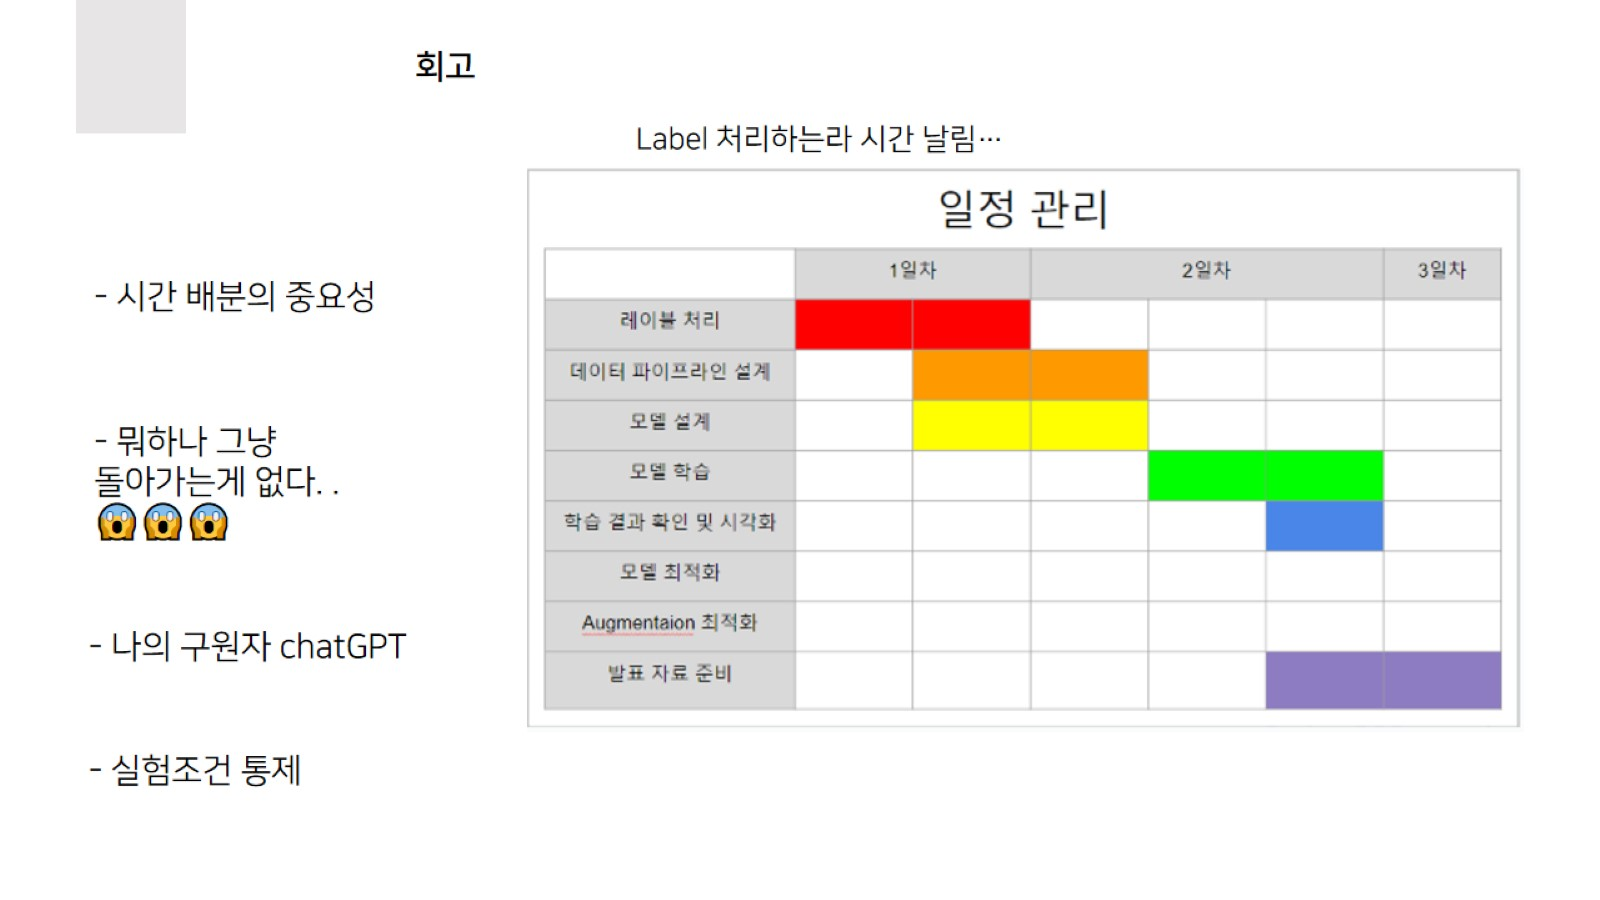 회고
Label 처리하는라 시간 날림…
- 시간 배분의 중요성
- 뭐하나 그냥
돌아가는게 없다. .
😱😱😱
- 나의 구원자 chatGPT
- 실험조건 통제
일정 관리
1일차 2일차 3일차
레이블 처리
데이터 파이프라인 설계
모델 설계
모델 학습
학습 결과 확인 및 시각화
모델 최적화
Augmentaion 최적화
발표 자료 준비